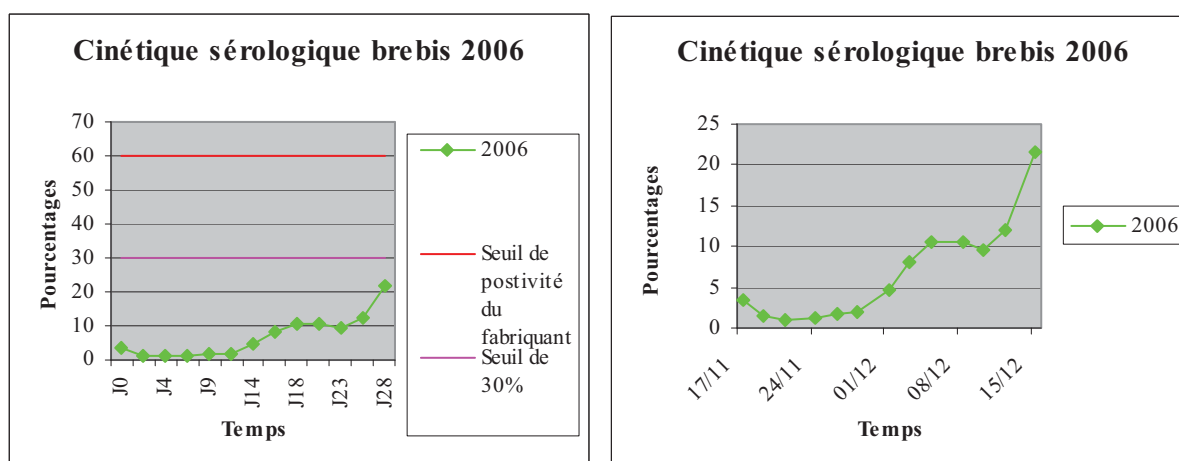 Cinétique sérologique brebis 2006
70
60
50
40
30
20
10
0
Pourcentages
J0
J4
J9
J14
J18
J23
J28
Temps
2006
Seuil de
postivité
du
fabriquant
Seuil de
30%
Cinétique sérologique brebis 2006
25
20
15
10
5
0
Pourcentages
17/11
24/11
01/12
08/12
15/12
Temps
2006